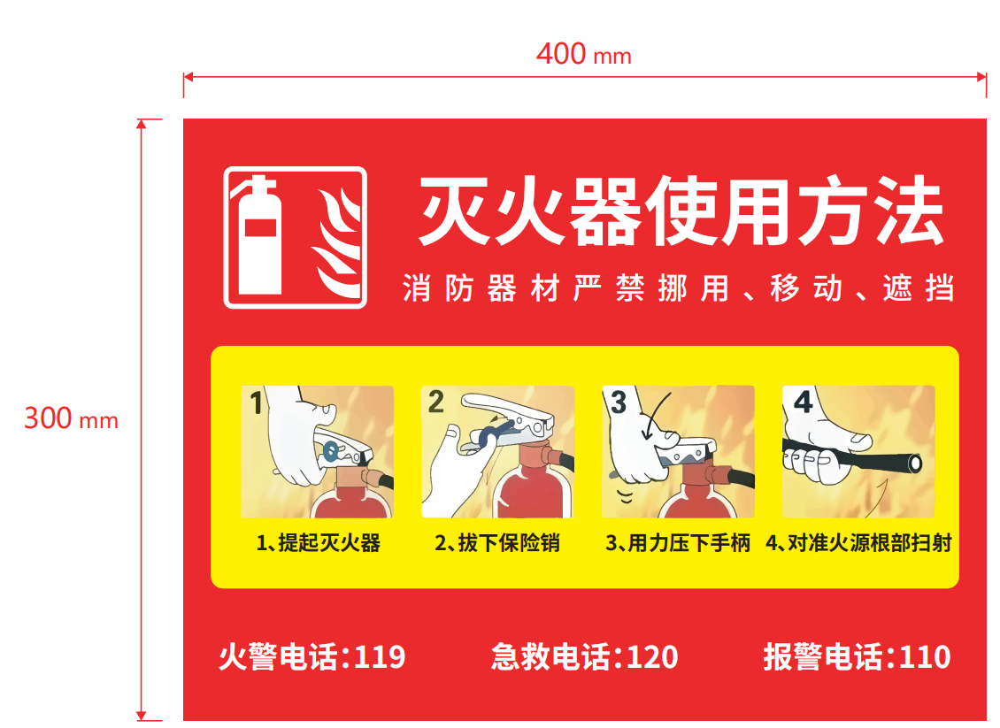 400 mm
300 mm
灭火器使用方法
消防器材严禁挪用、移动、遮挡
1
2
3
4
1、提起灭火器
2、拔下保险销
3、用力压下手柄
4、对准火源根部扫射
火警电话:119
急救电话:120
报警电话:110